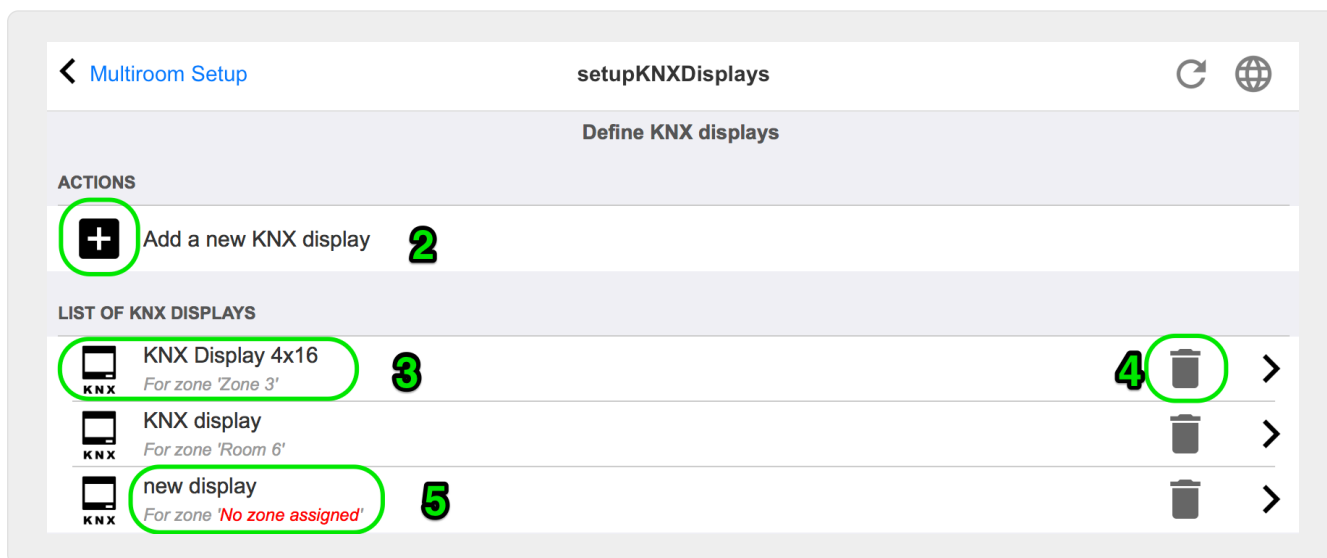 Multiroom Setup setupKNXDisplays
Define KNX displays
ACTIONS
Add a new KNX display 2
LIST OF KNX DISPLAYS
KNX Display 4x16
For zone 'Zone 3'
KNX
3
4
KNX display
For zone 'Room 6'
KNX
new display
For zone 'No zone assigned'
KNX
5